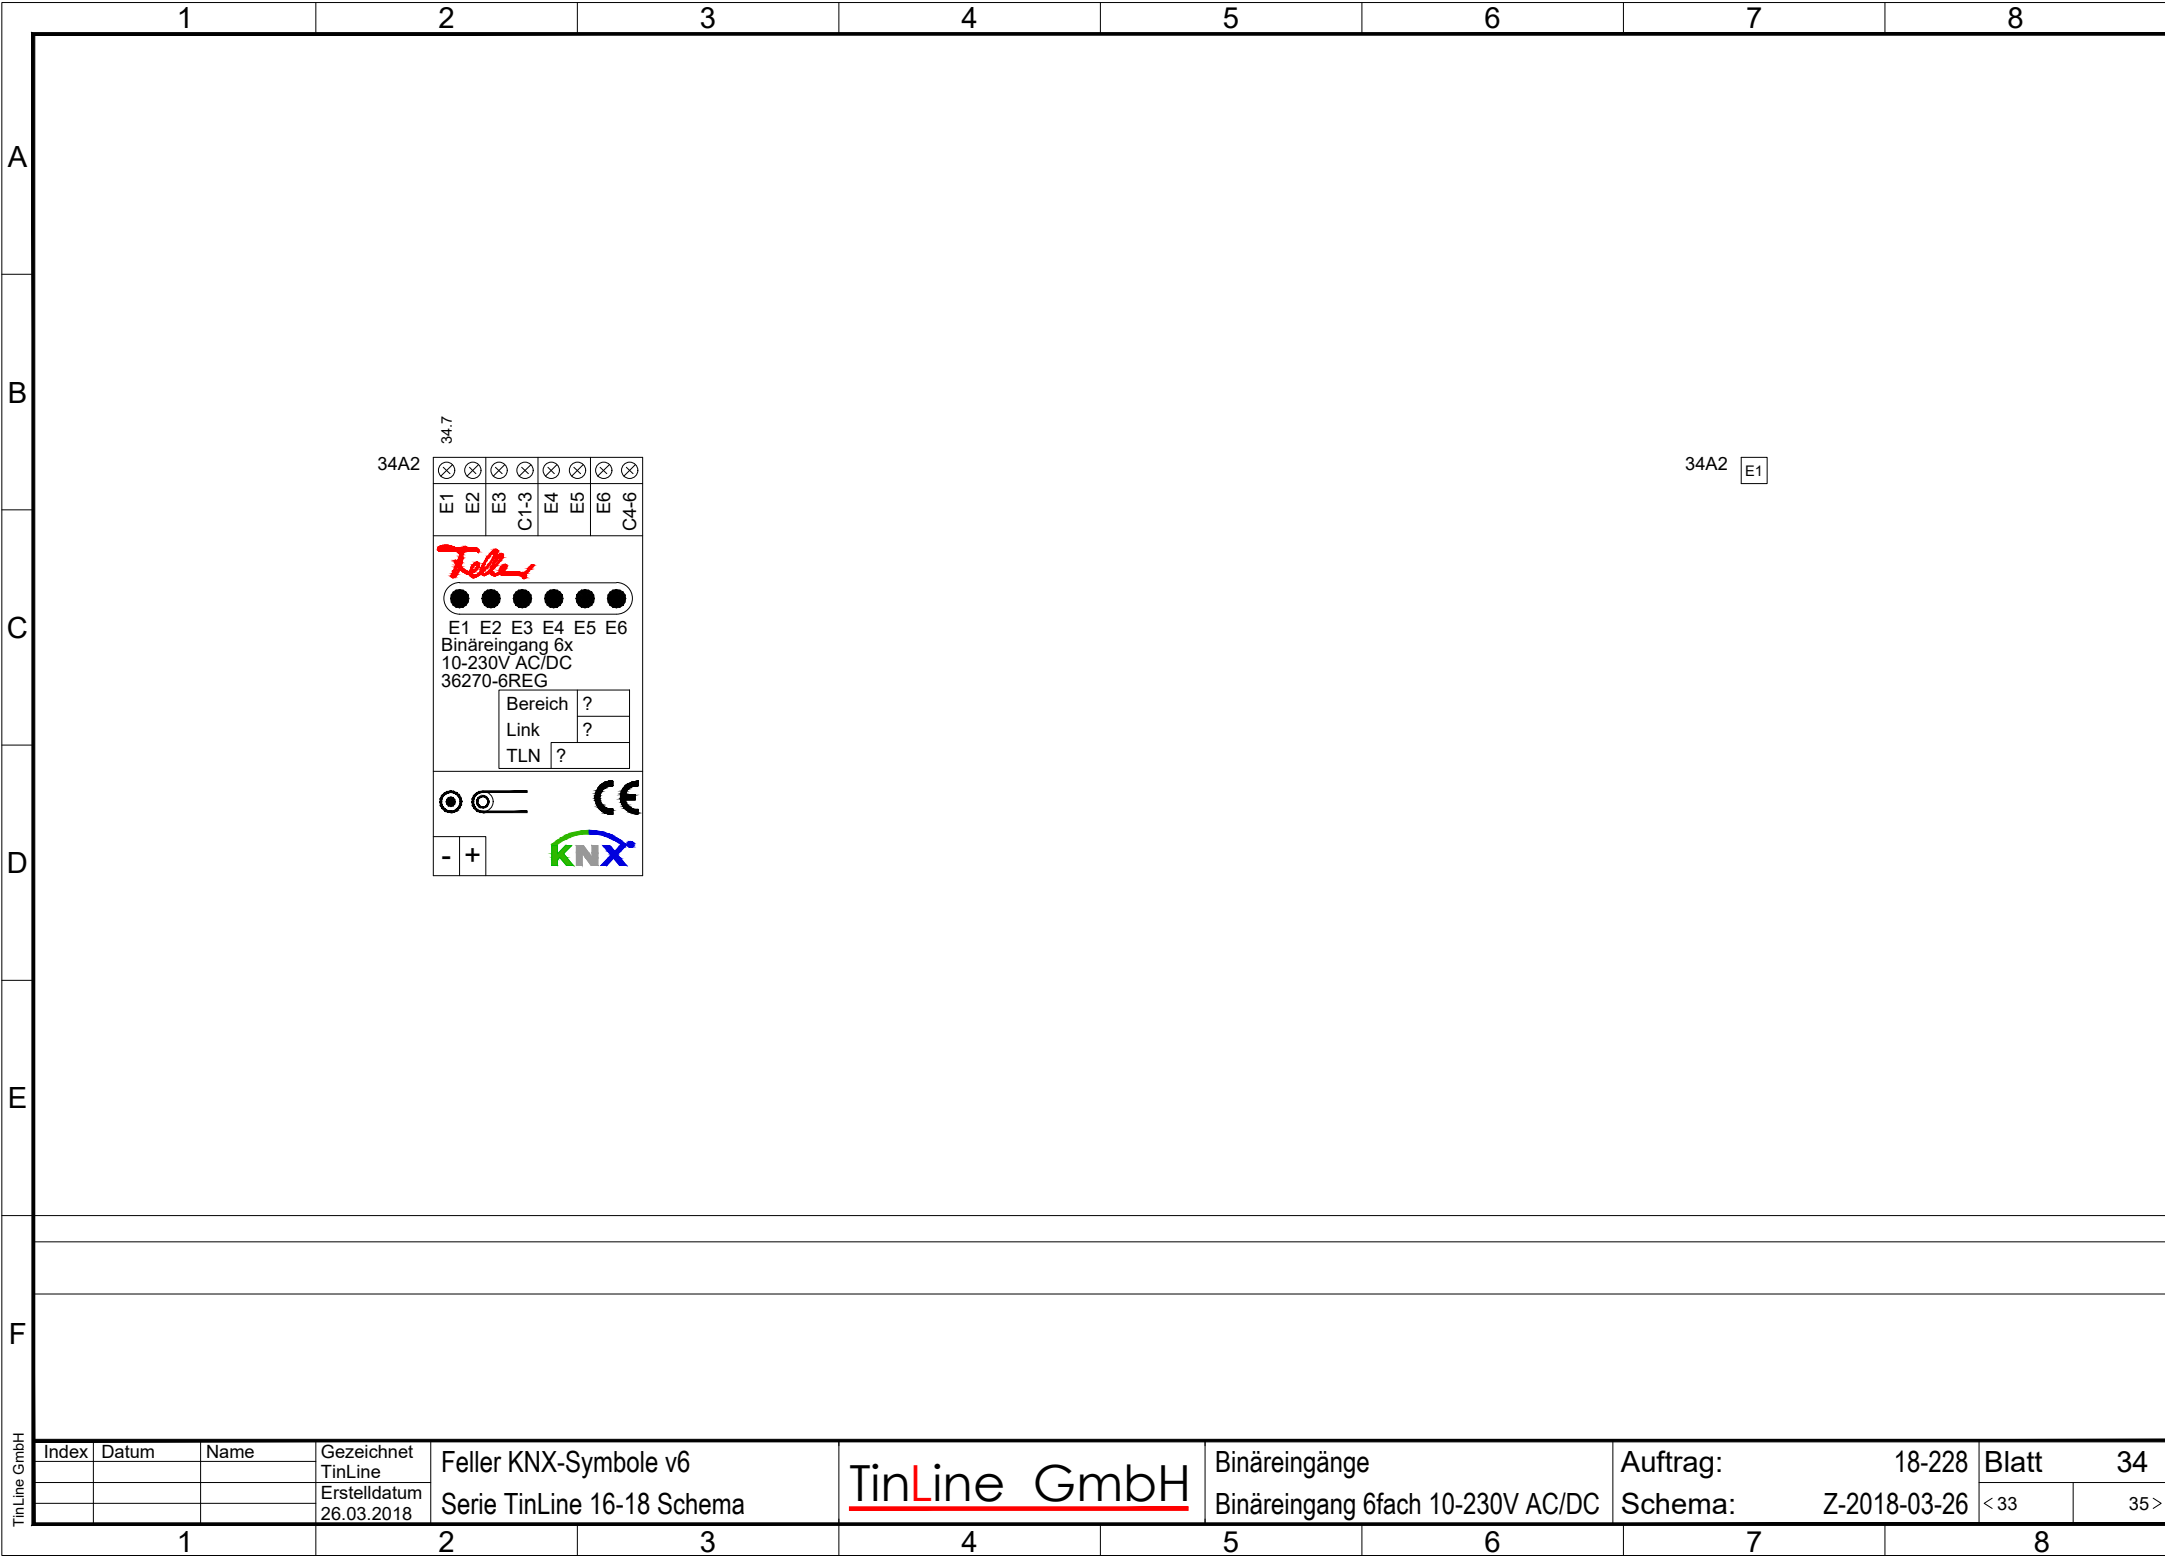 1 2 3 4 5 6 7 8
A
B
C
D
E
F
34.7
34A2
E1 E2 E3 C1-3 E4 E5 E6 C4-6
Feller
E1 E2 E3 E4 E5 E6
Binäreingang 6x
10-230V AC/DC
36270-6REG
Bereich ?
Link ?
TLN ?
CE
- +
KNX
34A2 E1
TinLine GmbH
Index Datum Name
Gezeichnet
TinLine
Erstelldatum
26.03.2018
Feller KNX-Symbole v6
Serie TinLine 16-18 Schema
TinLine GmbH
Binäreingänge
Binäreingang 6fach 10-230V AC/DC
Auftrag: 18-228
Schema: Z-2018-03-26
Blatt 34
< 33 35 >
1 2 3 4 5 6 7 8